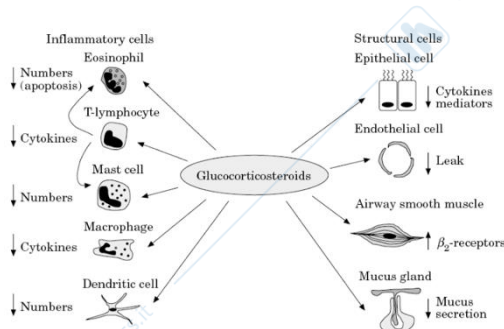 Inflammatory cells
Eosinophil
Numbers
(apoptosis)
T-lymphocyte
Cytokines
Mast cell
Numbers
Macrophage
Cytokines
Dendritic cell
Numbers
Glucocorticosteroids
Structural cells
Epithelial cell
Cytokines
mediators
Endothelial cell
Leak
Airway smooth muscle
β₂-receptors
Mucus gland
Mucus
secretion